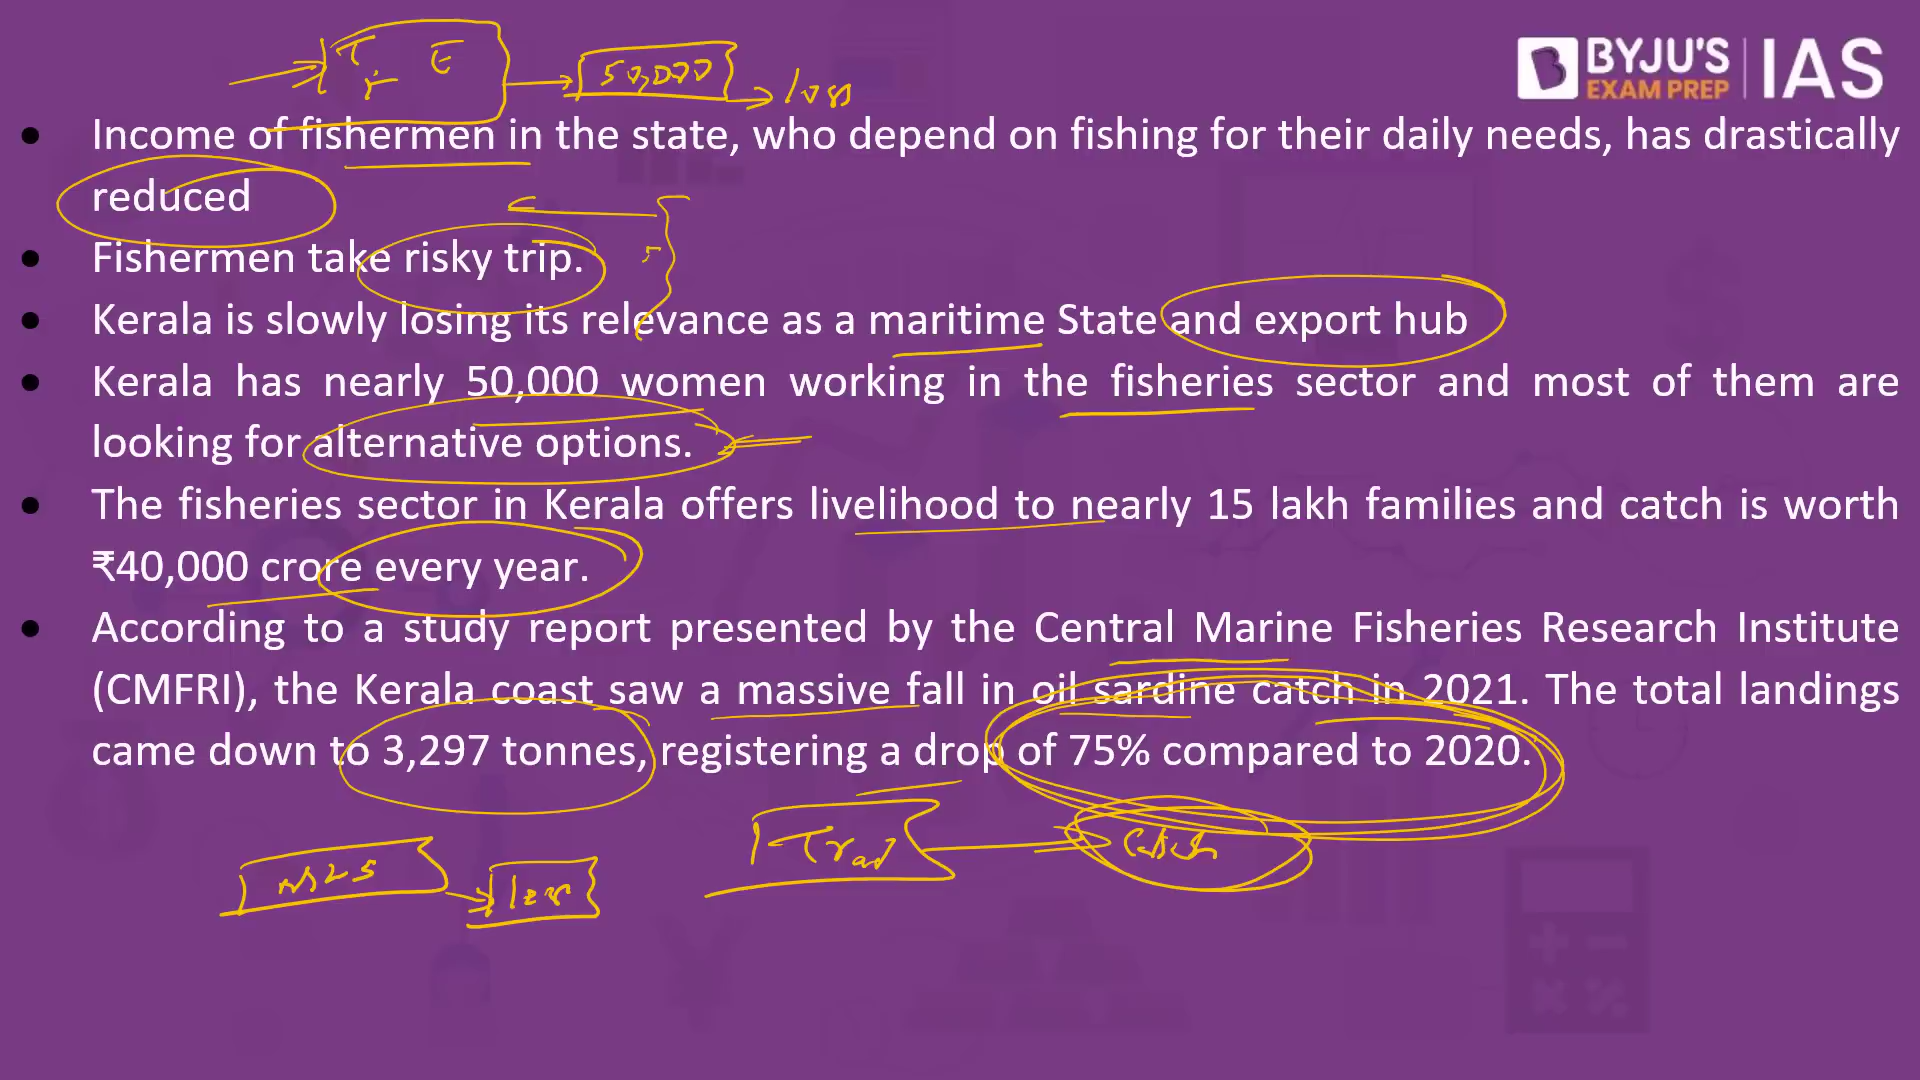 T E
r
50,000
loss
BYJU'S
EXAM PREP
IAS
Income of fishermen in the state, who depend on fishing for their daily needs, has drastically
reduced
Fishermen take risky trip.
Kerala is slowly losing its relevance as a maritime State and export hub
Kerala has nearly 50,000 women working in the fisheries sector and most of them are
looking for alternative options.
The fisheries sector in Kerala offers livelihood to nearly 15 lakh families and catch is worth
₹40,000 crore every year.
According to a study report presented by the Central Marine Fisheries Research Institute
(CMFRI), the Kerala coast saw a massive fall in oil sardine catch in 2021. The total landings
came down to 3,297 tonnes, registering a drop of 75% compared to 2020.
Trad
Catch